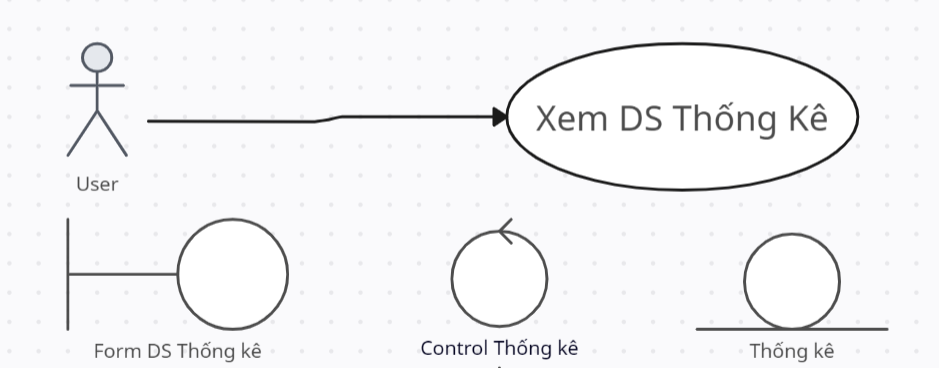 Xem DS Thống Kê
User
Form DS Thống kê
Control Thống kê
Thống kê